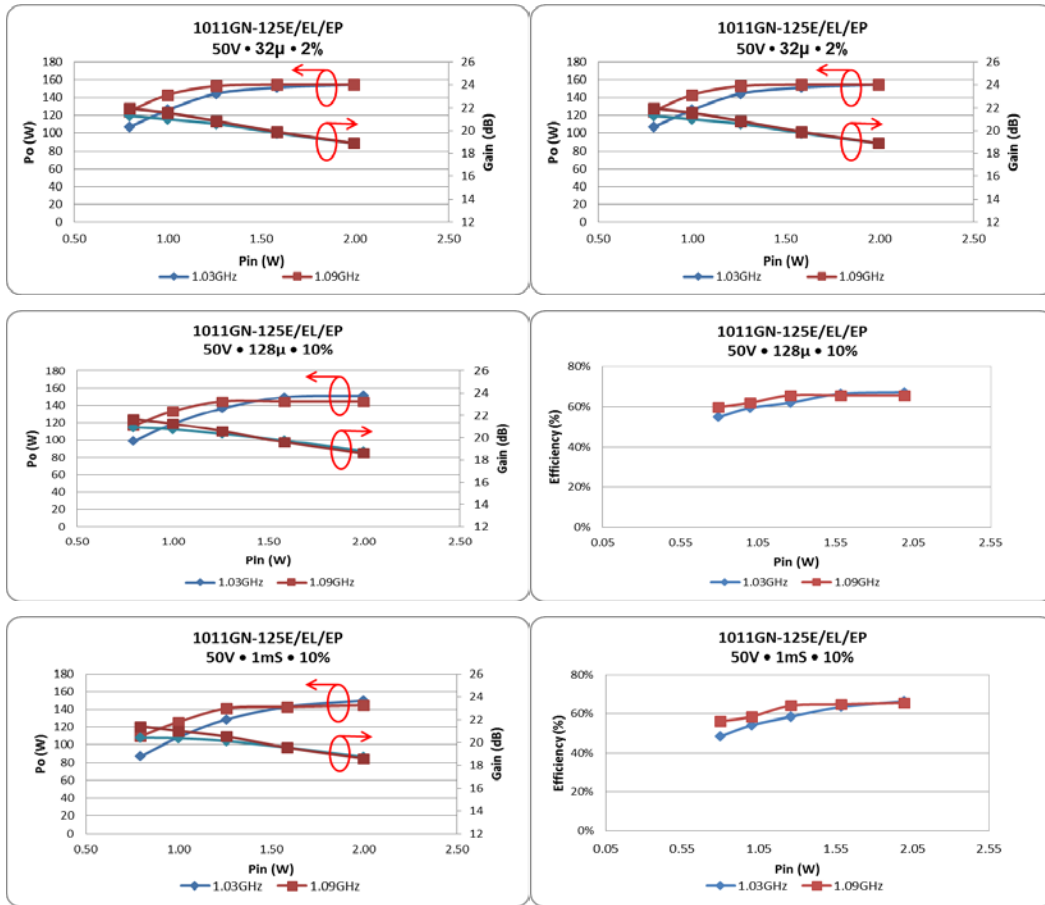 1011GN-125E/EL/EP
50V • 32µ • 2%
180
160
140
120
100
80
60
40
20
0
Po (W)
26
24
22
20
18
16
14
12
Gain (dB)
0.50 1.00 1.50 2.00 2.50
Pin (W)
1.03GHz 1.09GHz
1011GN-125E/EL/EP
50V • 32µ • 2%
180
160
140
120
100
80
60
40
20
0
Po (W)
26
24
22
20
18
16
14
12
Gain (dB)
0.50 1.00 1.50 2.00 2.50
Pin (W)
1.03GHz 1.09GHz
1011GN-125E/EL/EP
50V • 128µ • 10%
180
160
140
120
100
80
60
40
20
0
Po (W)
26
24
22
20
18
16
14
12
Gain (dB)
0.50 1.00 1.50 2.00 2.50
Pin (W)
1.03GHz 1.09GHz
1011GN-125E/EL/EP
50V • 128µ • 10%
80%
60%
40%
20%
0%
Efficiency (%)
0.05 0.55 1.05 1.55 2.05 2.55
Pin (W)
1.03GHz 1.09GHz
1011GN-125E/EL/EP
50V • 1mS • 10%
180
160
140
120
100
80
60
40
20
0
Po (W)
26
24
22
20
18
16
14
12
Gain (dB)
0.50 1.00 1.50 2.00 2.50
Pin (W)
1.03GHz 1.09GHz
1011GN-125E/EL/EP
50V • 1mS • 10%
80%
60%
40%
20%
0%
Efficiency (%)
0.05 0.55 1.05 1.55 2.05 2.55
Pin (W)
1.03GHz 1.09GHz